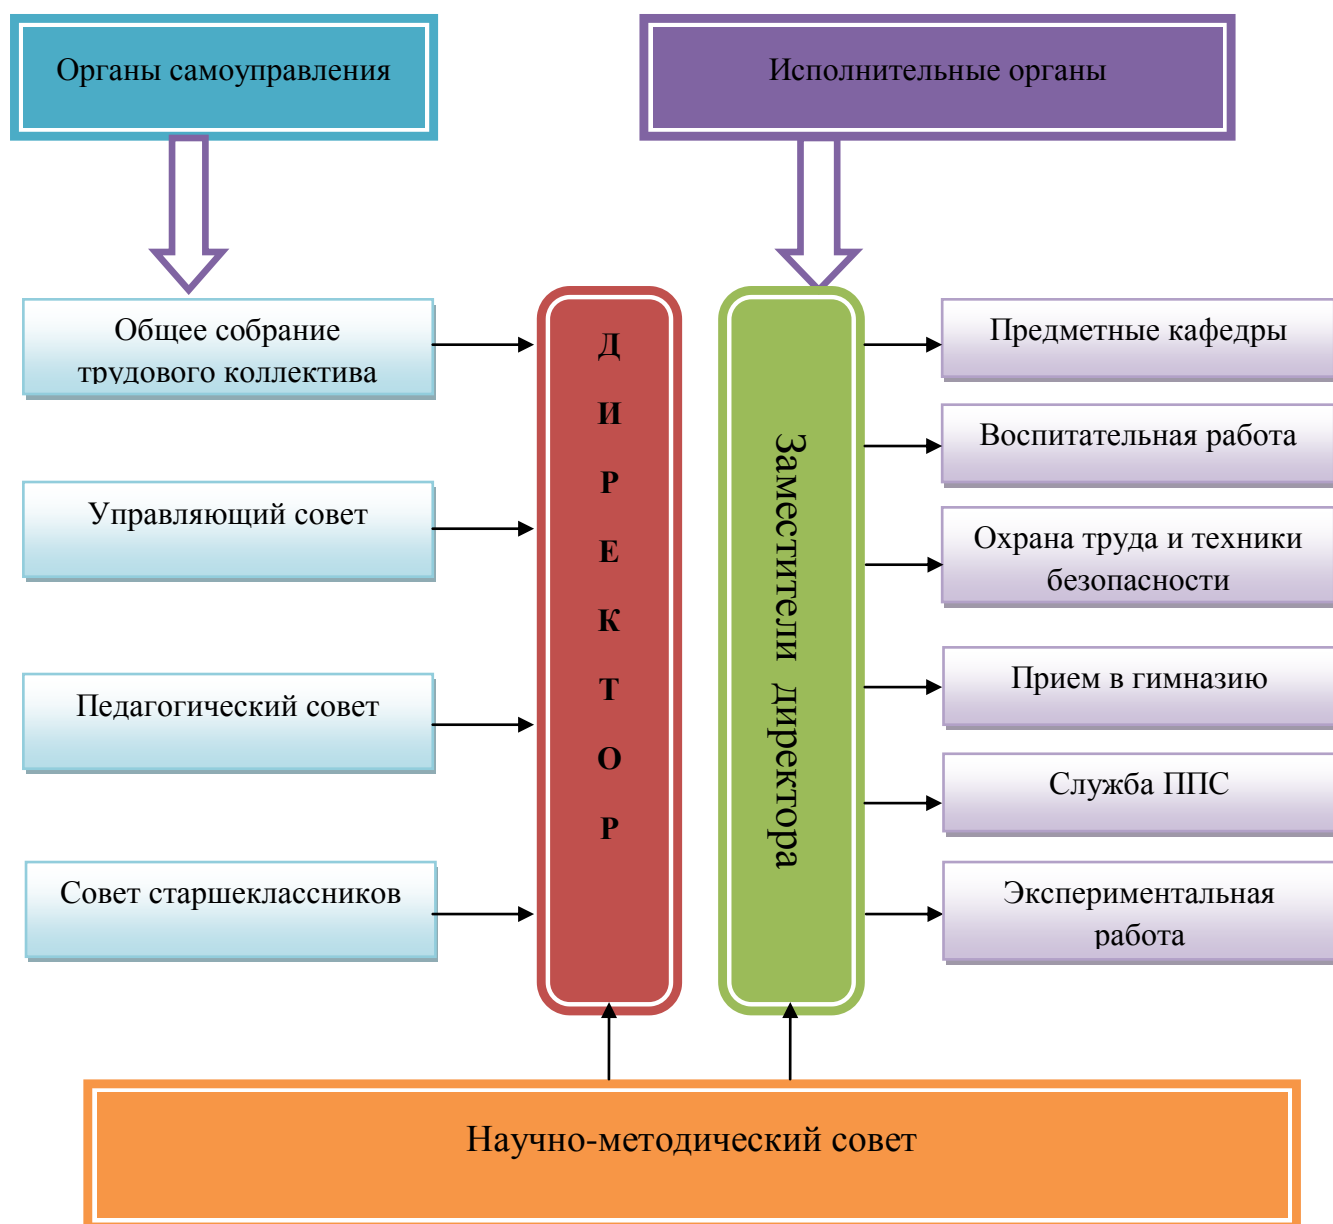 Органы самоуправления
Исполнительные органы
Общее собрание
трудового коллектива
Управляющий совет
Педагогический совет
Совет старшеклассников
Д
И
Р
Е
К
Т
О
Р
Заместители директора
Предметные кафедры
Воспитательная работа
Охрана труда и техники
безопасности
Прием в гимназию
Служба ППС
Экспериментальная
работа
Научно-методический совет